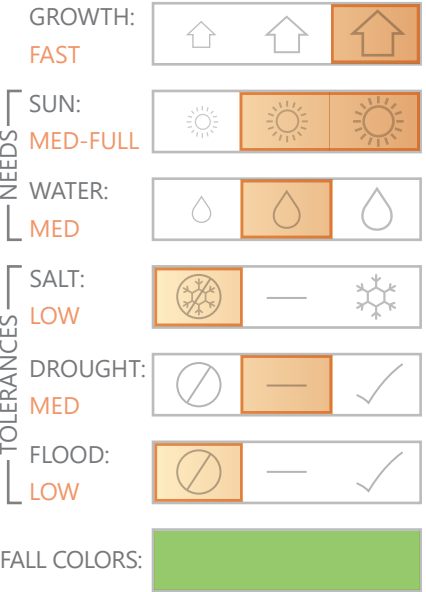 GROWTH:
FAST
NEEDS
SUN:
MED-FULL
WATER:
MED
TOLERANCES
SALT:
LOW
DROUGHT:
MED
FLOOD:
LOW
FALL COLORS: